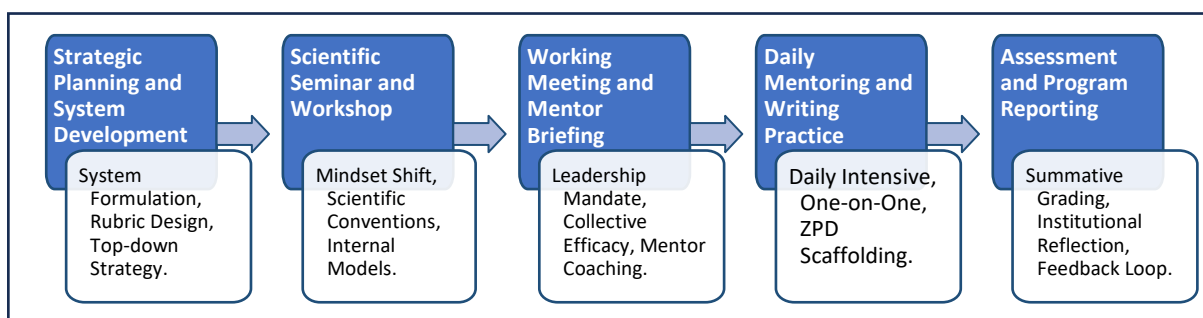 Strategic
Planning and
System
Development
System
Formulation,
Rubric Design,
Top-down
Strategy.
Scientific
Seminar and
Workshop
Mindset Shift,
Scientific
Conventions,
Internal
Models.
Working
Meeting and
Mentor
Briefing
Leadership
Mandate,
Collective
Efficacy, Mentor
Coaching.
Daily
Mentoring and
Writing
Practice
Daily Intensive,
One-on-One,
ZPD
Scaffolding.
Assessment
and Program
Reporting
Summative
Grading,
Institutional
Reflection,
Feedback Loop.